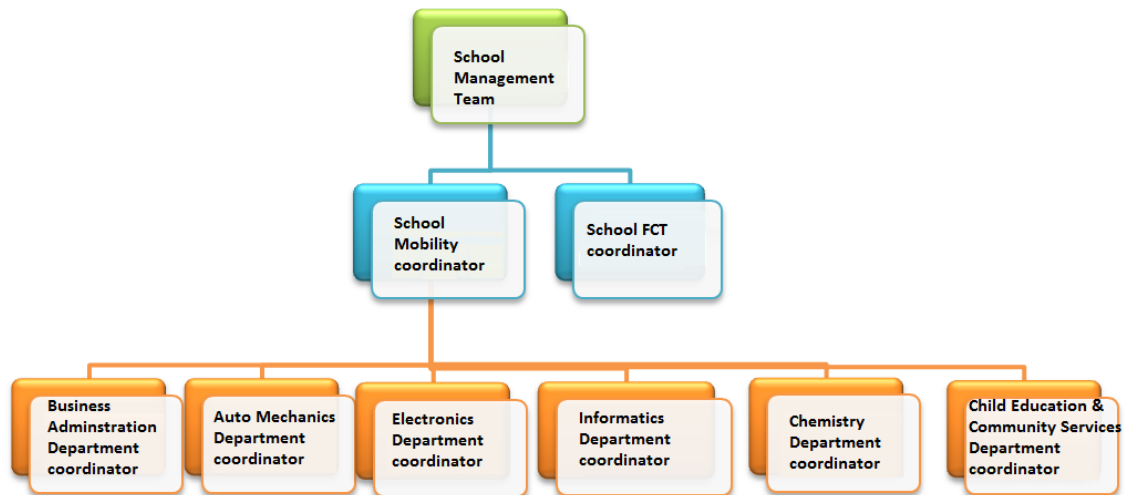 School
Management
Team
School
Mobility
coordinator
School FCT
coordinator
Business
Adminstration
Department
coordinator
Auto Mechanics
Department
coordinator
Electronics
Department
coordinator
Informatics
Department
coordinator
Chemistry
Department
coordinator
Child Education &
Community Services
Department
coordinator